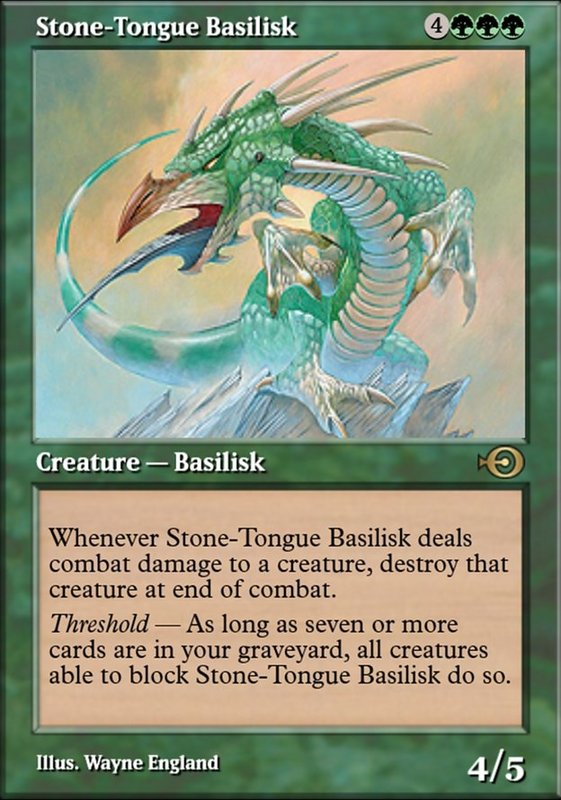 Stone-Tongue Basilisk 4
Creature — Basilisk
Whenever Stone-Tongue Basilisk deals
combat damage to a creature, destroy that
creature at end of combat.
Threshold — As long as seven or more
cards are in your graveyard, all creatures
able to block Stone-Tongue Basilisk do so.
Illus. Wayne England
4/5